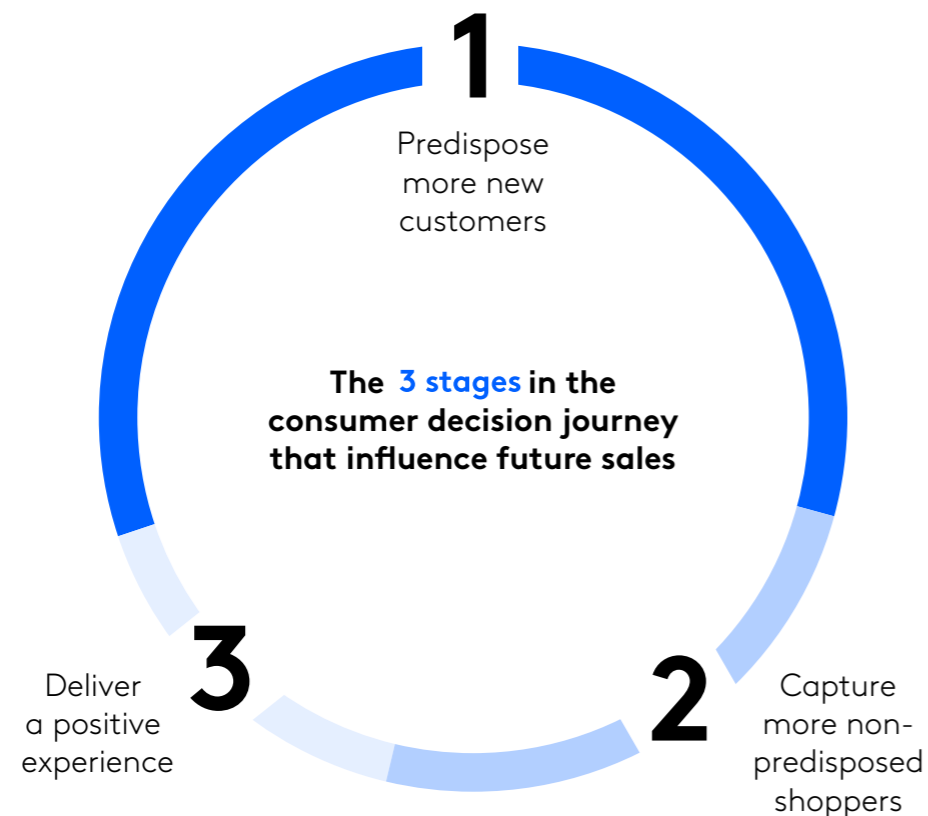 1
Predispose
more new
customers
The 3 stages in the
consumer decision journey
that influence future sales
3
Deliver
a positive
experience
2
Capture
more non-
predisposed
shoppers